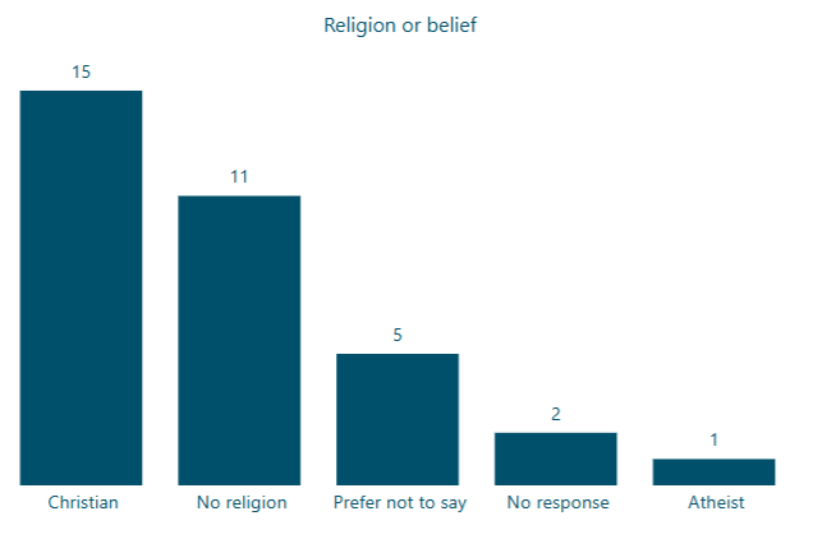 Religion or belief
15
11
5
2
1
Christian
No religion
Prefer not to say
No response
Atheist